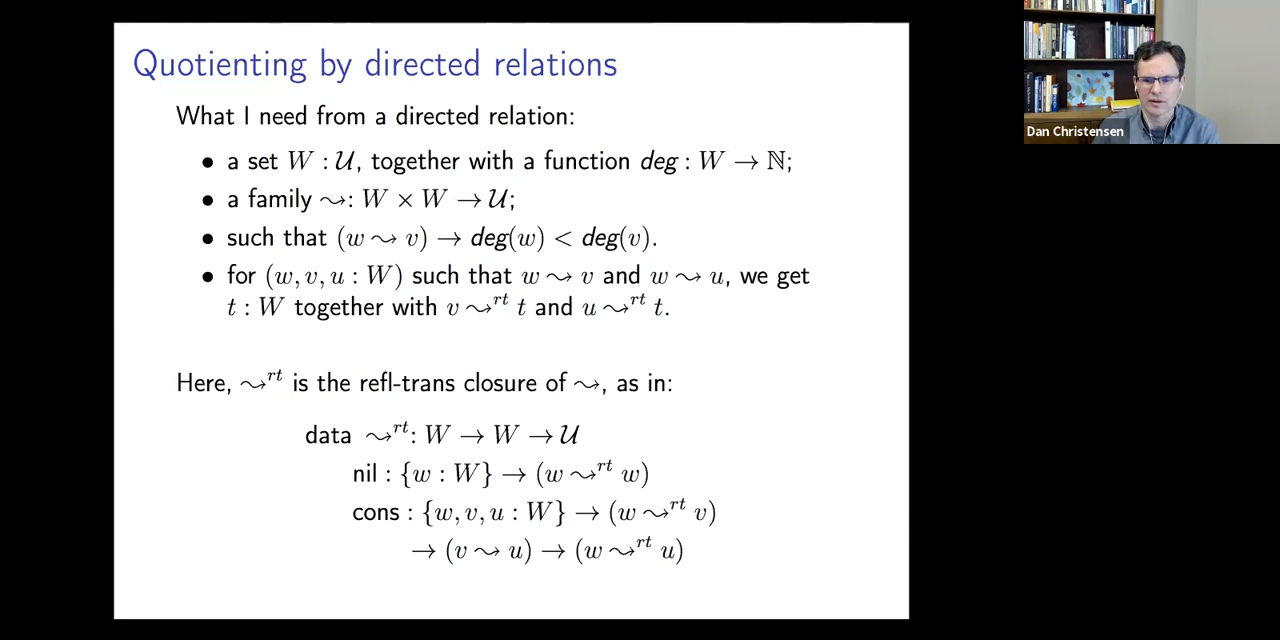 Quotienting by directed relations
What I need from a directed relation:
• a set W : 𝒰, together with a function deg : W → ℕ;
• a family ⇝: W × W → 𝒰;
• such that (w ⇝ v) → deg(w) < deg(v).
• for (w, v, u : W) such that w ⇝ v and w ⇝ u, we get
t : W together with v ⇝ʳᵗ t and u ⇝ʳᵗ t.
Here, ⇝ʳᵗ is the refl-trans closure of ⇝, as in:
data ⇝ʳᵗ: W → W → 𝒰
nil : {w : W} → (w ⇝ʳᵗ w)
cons : {w, v, u : W} → (w ⇝ʳᵗ v)
→ (v ⇝ u) → (w ⇝ʳᵗ u)
Dan Christensen